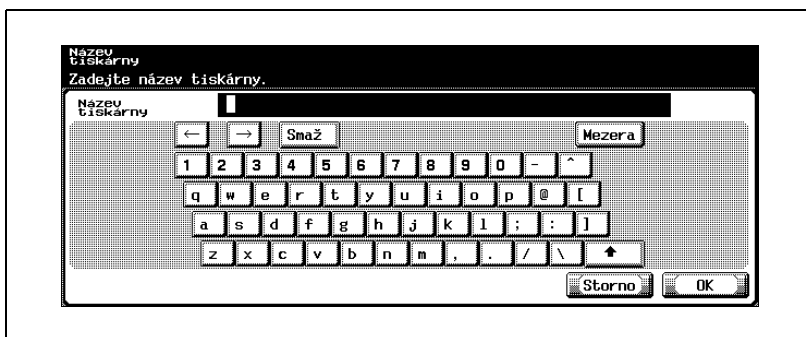 Název
tiskárny
Zadejte název tiskárny.
Název
tiskárny
← → Smaž Mezera
1 2 3 4 5 6 7 8 9 0 - ^
q w e r t y u i o p @ [
a s d f g h j k l ; : ]
z x c v b n m , . / \ ↑
Storno OK